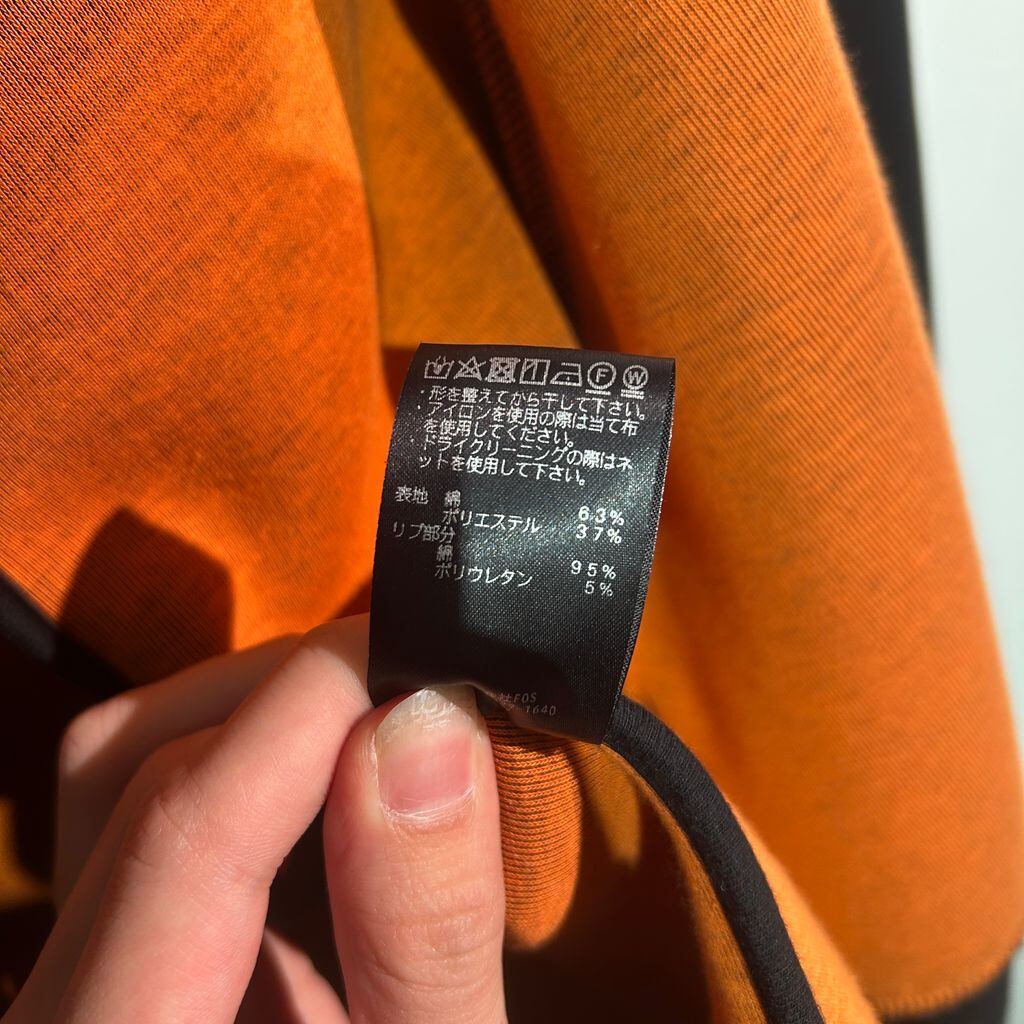 F W
・形を整えてから干して下さい。
・アイロンを使用の際は当て布
を使用してください。
・ドライクリーニングの際はネ
ットを使用して下さい。
表地 綿 63%
ポリエステル 37%
リブ部分
綿 95%
ポリウレタン 5%
社FOS
1640